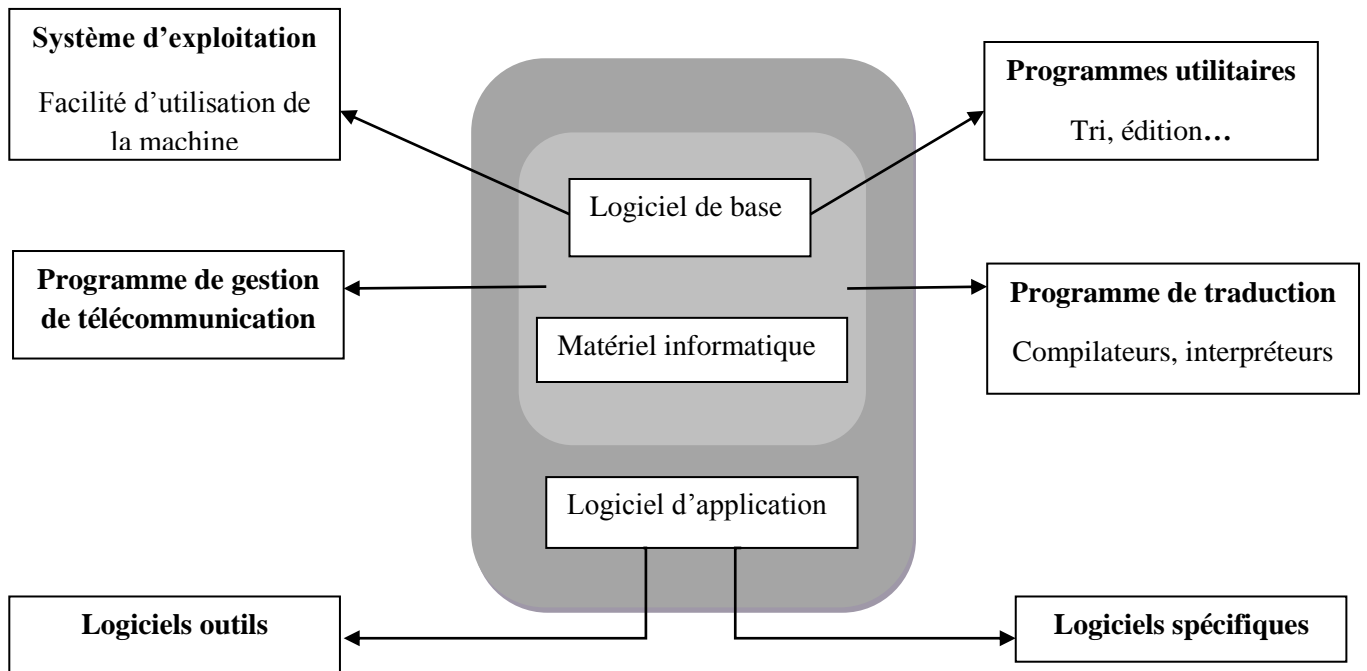 Système d’exploitation
Facilité d’utilisation de
la machine
Programmes utilitaires
Tri, édition…
Logiciel de base
Programme de gestion
de télécommunication
Programme de traduction
Compilateurs, interpréteurs
Matériel informatique
Logiciel d’application
Logiciels outils
Logiciels spécifiques